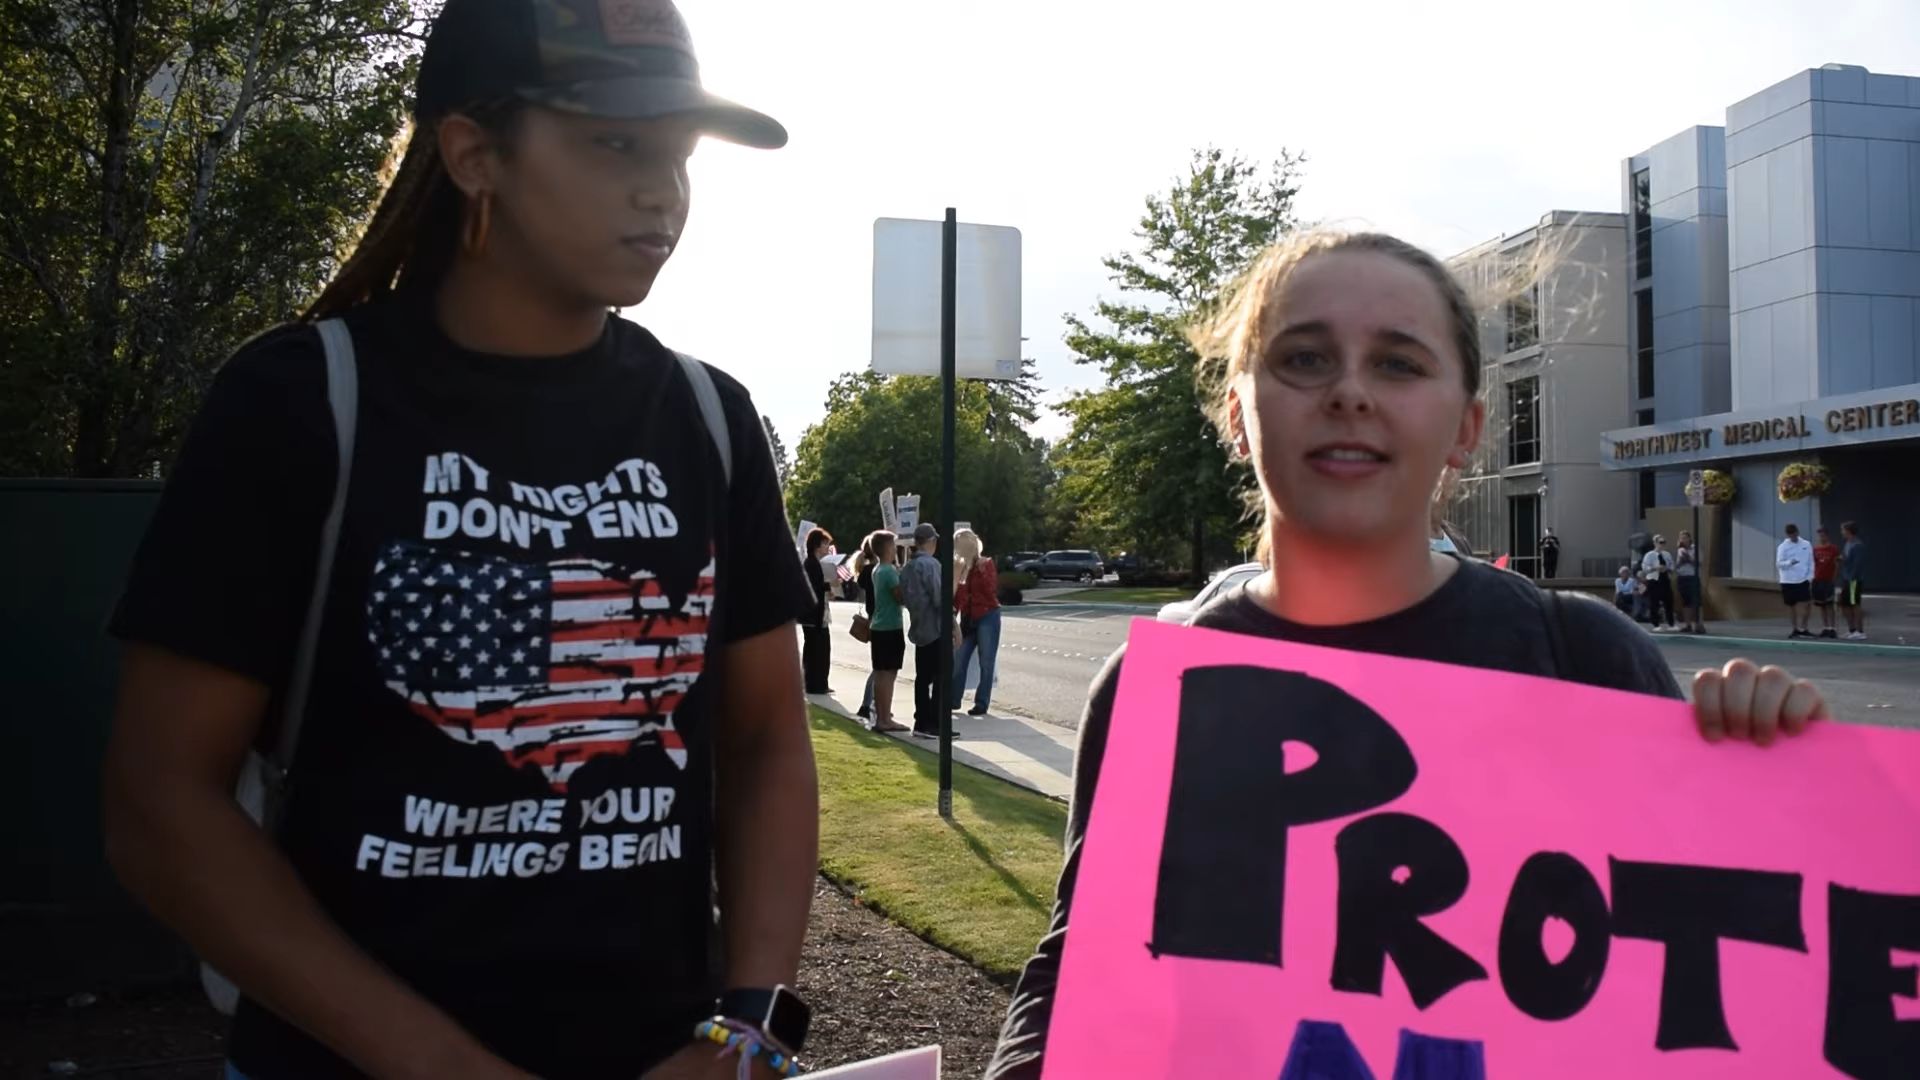 MY RIGHTS
DON'T END
WHERE YOUR
FEELINGS BEGIN
NORTHWEST MEDICAL CENTER
PROTE